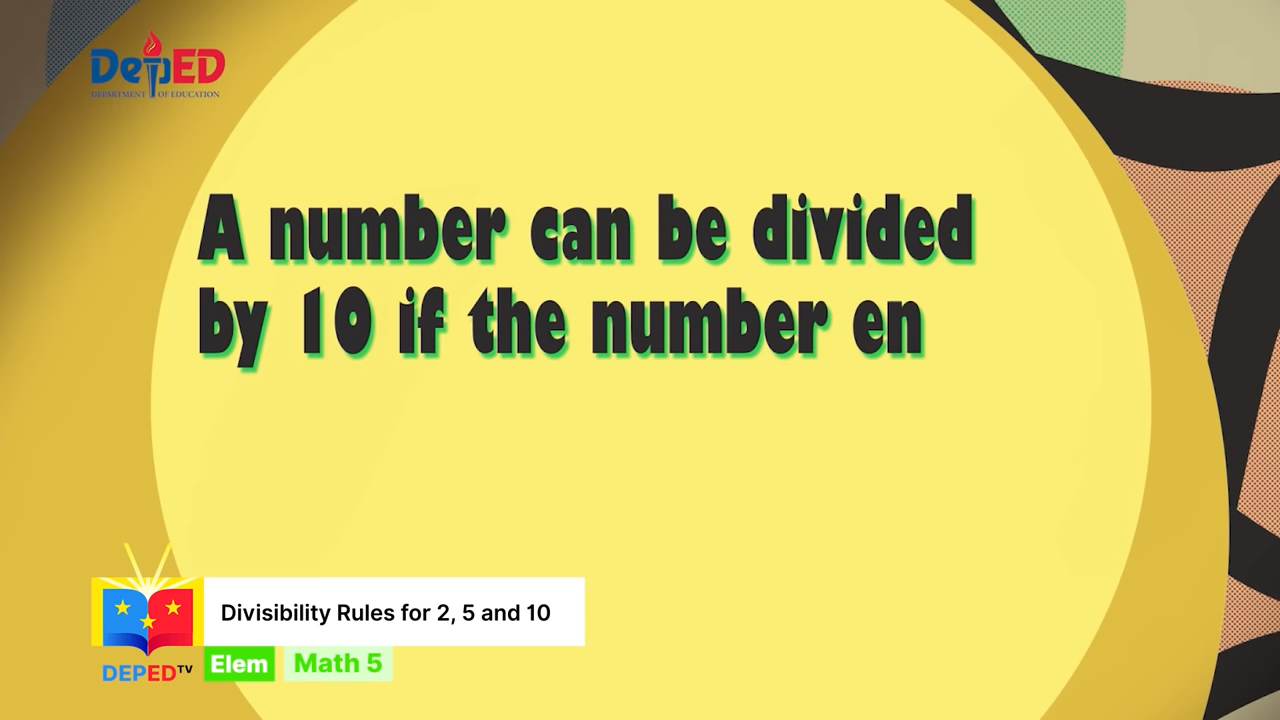 DepED
DEPARTMENT OF EDUCATION
A number can be divided
by 10 if the number en
Divisibility Rules for 2, 5 and 10
DEPED TV
Elem Math 5